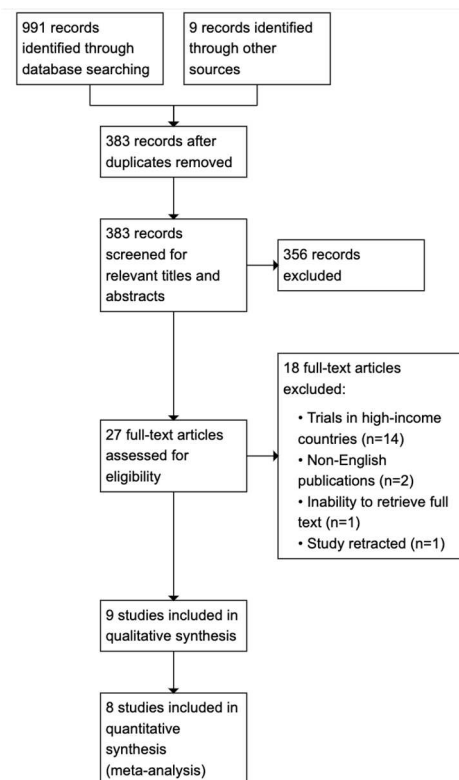 991 records
identified through
database searching
9 records identified
through other
sources
383 records after
duplicates removed
383 records
screened for
relevant titles and
abstracts
356 records
excluded
27 full-text articles
assessed for
eligibility
18 full-text articles
excluded:
• Trials in high-income
countries (n=14)
• Non-English
publications (n=2)
• Inability to retrieve full
text (n=1)
• Study retracted (n=1)
9 studies included in
qualitative synthesis
8 studies included in
quantitative
synthesis
(meta-analysis)